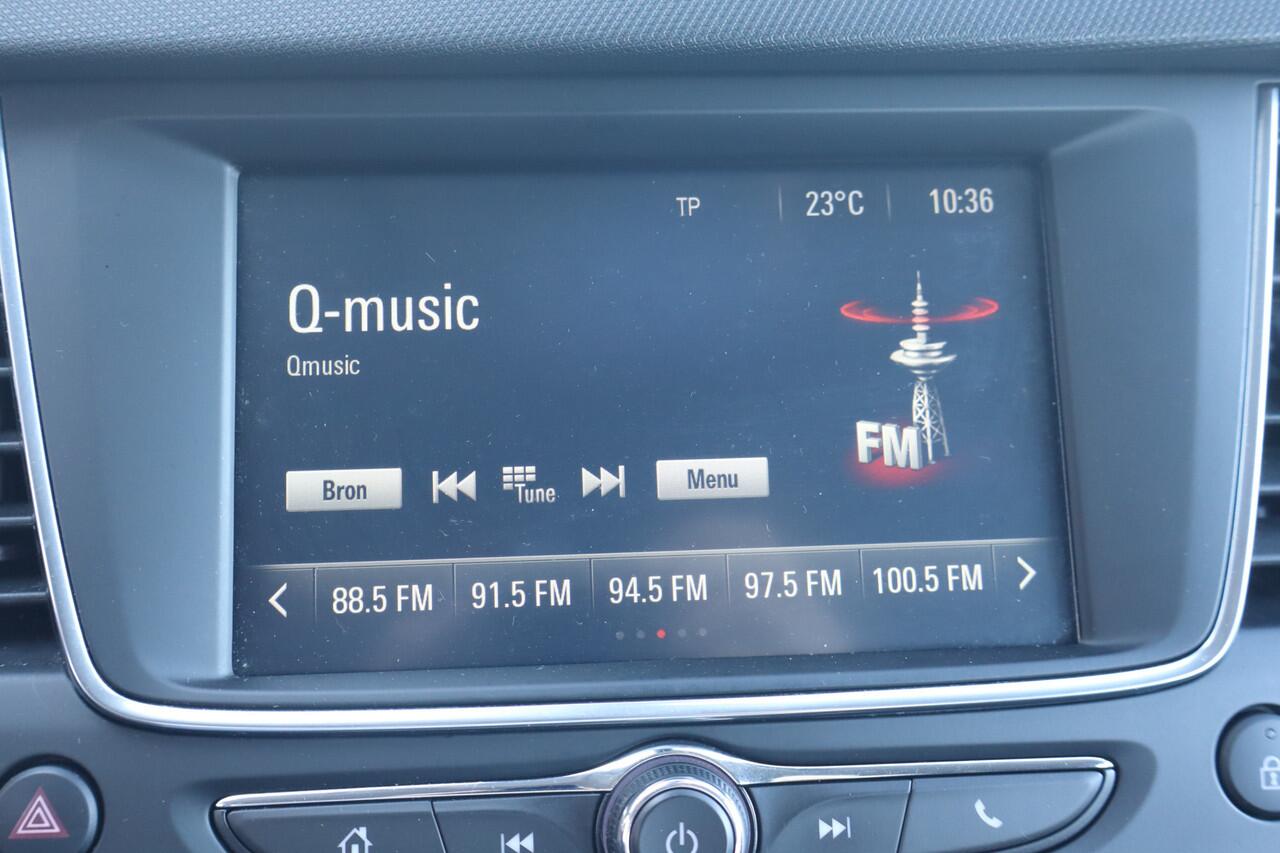 TP 23°C 10:36
Q-music
Qmusic
FM
Bron Tune Menu
88.5 FM 91.5 FM 94.5 FM 97.5 FM 100.5 FM